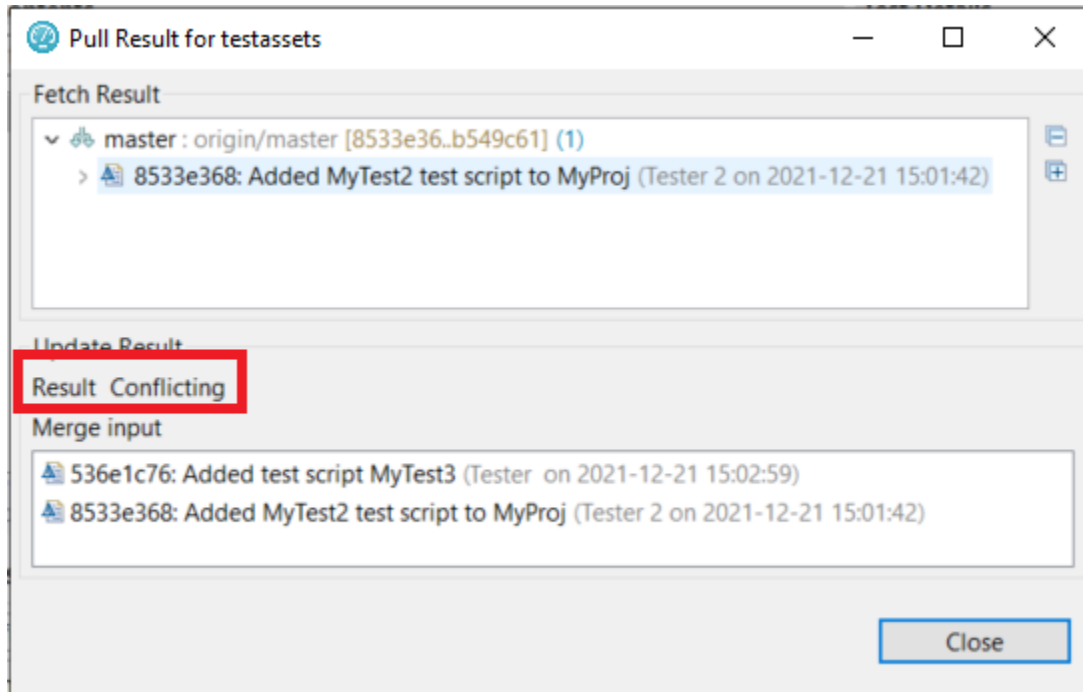 Pull Result for testassets
Fetch Result
master : origin/master [8533e36..b549c61] (1)
8533e368: Added MyTest2 test script to MyProj (Tester 2 on 2021-12-21 15:01:42)
Update Result
Result Conflicting
Merge input
536e1c76: Added test script MyTest3 (Tester on 2021-12-21 15:02:59)
8533e368: Added MyTest2 test script to MyProj (Tester 2 on 2021-12-21 15:01:42)
Close